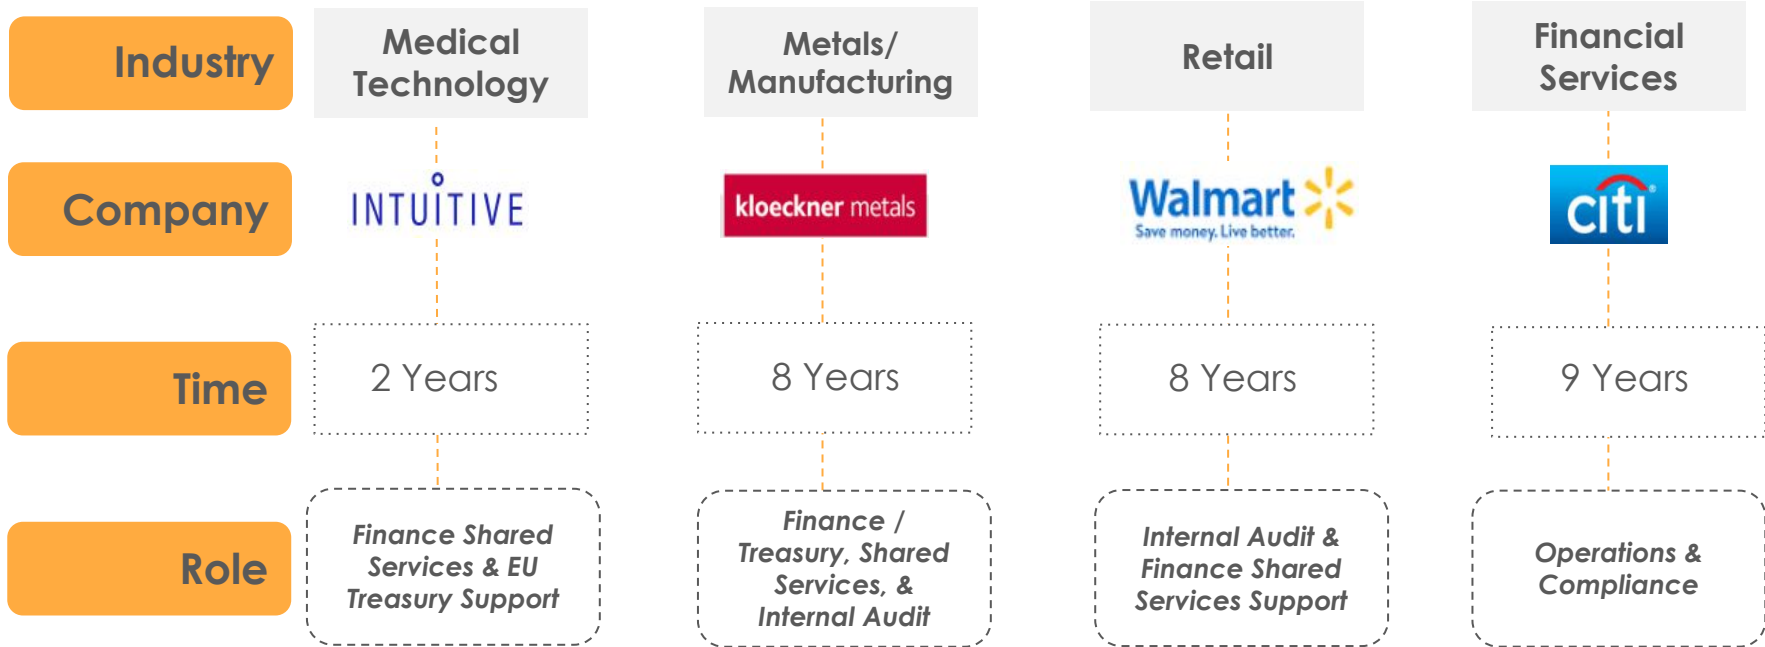 Industry
Medical
Technology
Metals/
Manufacturing
Retail
Financial
Services
Company
INTUITIVE
kloeckner metals
Walmart
Save money. Live better.
citi
Time
2 Years
8 Years
8 Years
9 Years
Role
Finance Shared
Services & EU
Treasury Support
Finance /
Treasury, Shared
Services, &
Internal Audit
Internal Audit &
Finance Shared
Services Support
Operations &
Compliance